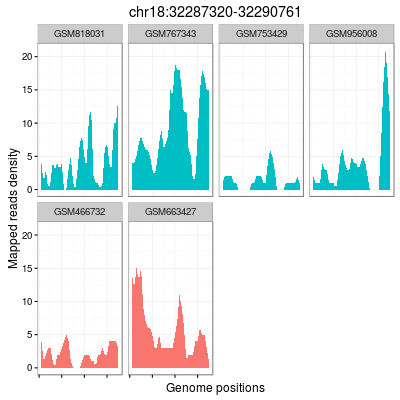 chr18:32287320-32290761
GSM818031 GSM767343 GSM753429 GSM956008
20
15
10
5
0
GSM466732 GSM663427
20
15
10
5
0
Mapped reads density
Genome positions